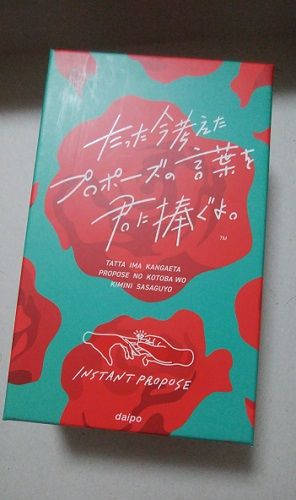 たった今考えた
プロポーズの言葉を
君に捧ぐよ。
TM
TATTA IMA KANGAETA
PROPOSE NO KOTOBA WO
KIMINI SASAGUYO
INSTANT PROPOSE
daipo